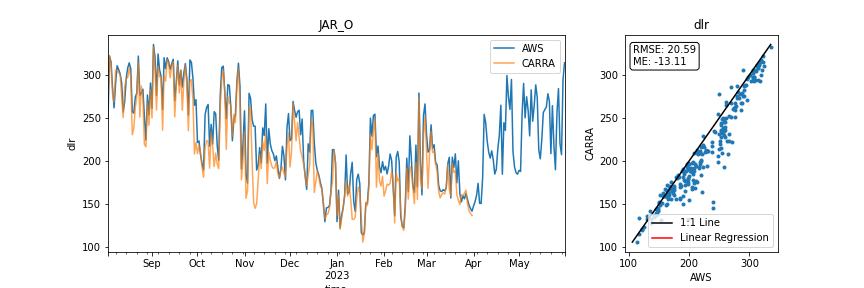 JAR_O
dlr
AWS
CARRA
300
250
200
150
100
Sep
Oct
Nov
Dec
Jan
2023
Feb
Mar
Apr
May
time
dlr
RMSE: 20.59
ME: -13.11
CARRA
300
250
200
150
100
1:1 Line
Linear Regression
100
200
300
AWS